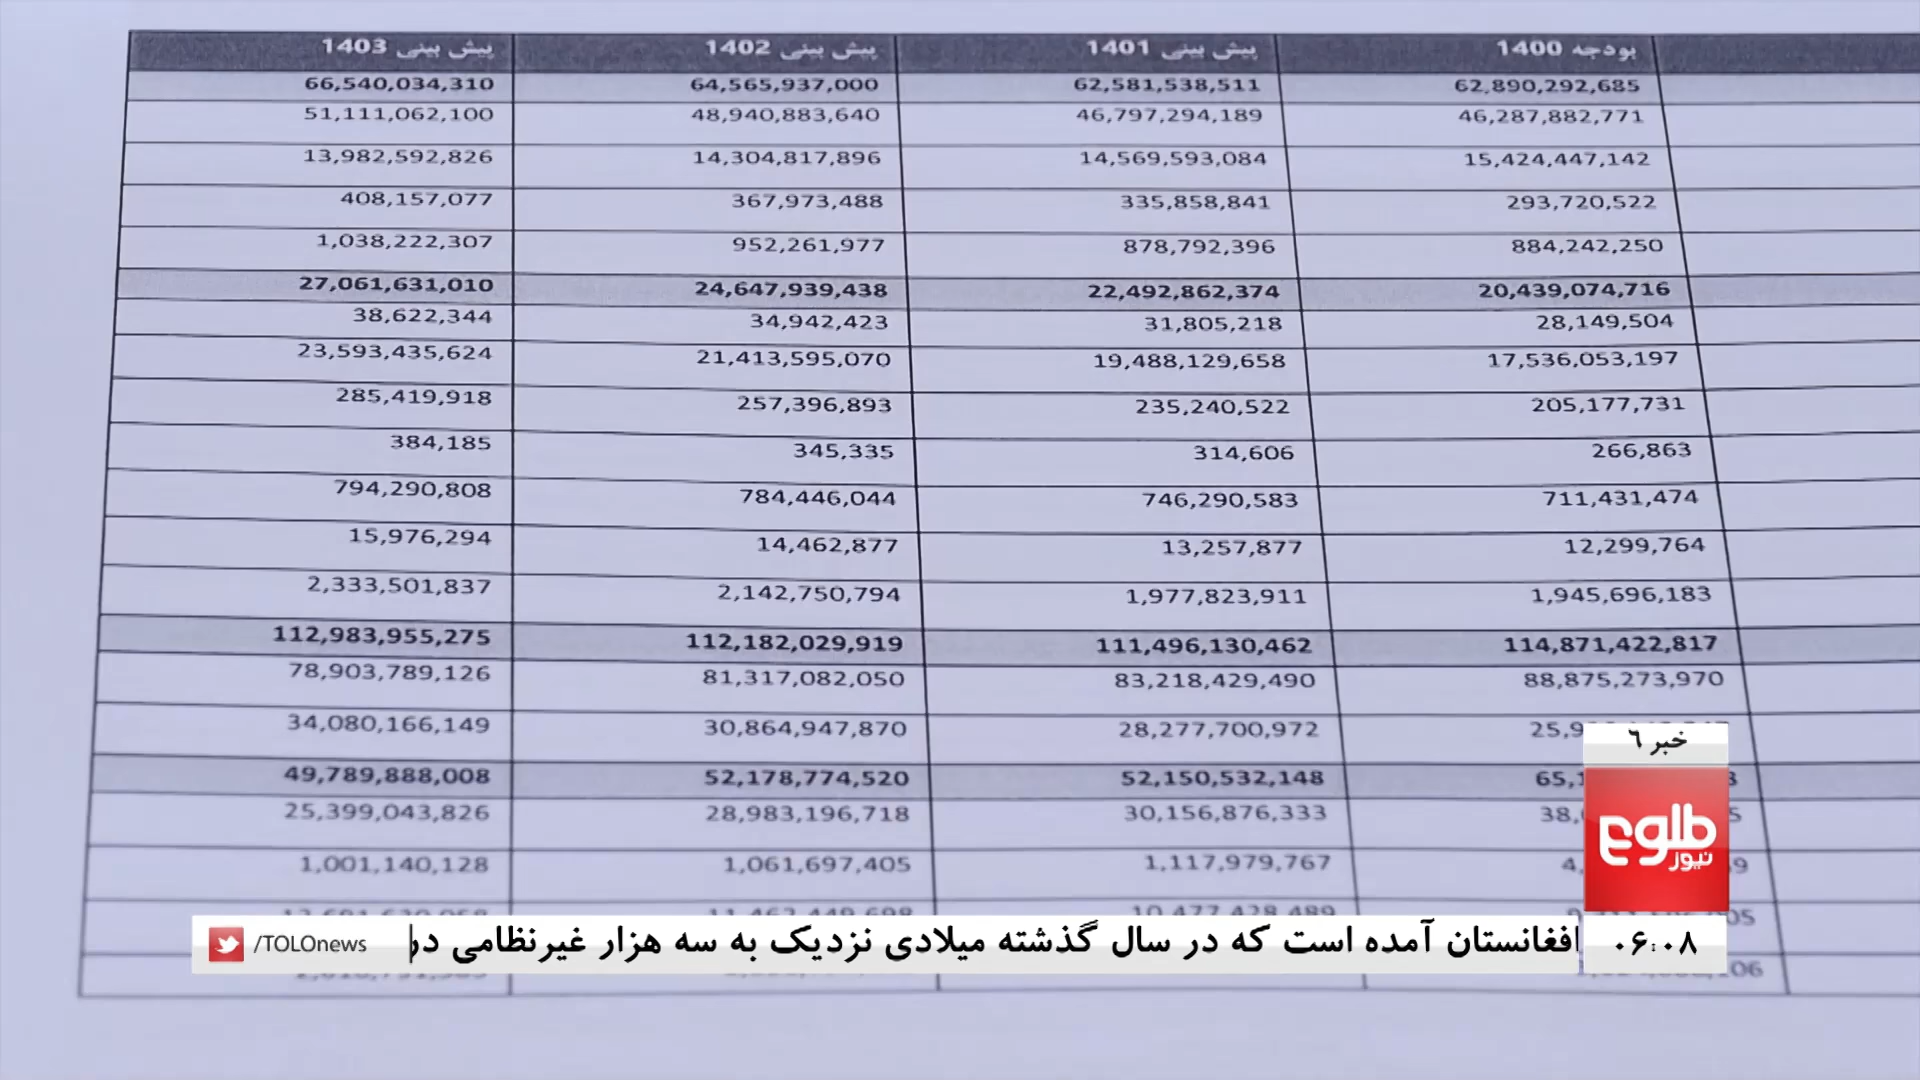 بودجه 1400 پیش بینی 1401 پیش بینی 1402 پیش بینی 1403
62,890,292,685 62,581,538,511 64,565,937,000 66,540,034,310
46,287,882,771 46,797,294,189 48,940,883,640 51,111,062,100
15,424,447,142 14,569,593,084 14,304,817,896 13,982,592,826
293,720,522 335,858,841 367,973,488 408,157,077
884,242,250 878,792,396 952,261,977 1,038,222,307
20,439,074,716 22,492,862,374 24,647,939,438 27,061,631,010
28,149,504 31,805,218 34,942,423 38,622,344
17,536,053,197 19,488,129,658 21,413,595,070 23,593,435,624
205,177,731 235,240,522 257,396,893 285,419,918
266,863 314,606 345,335 384,185
711,431,474 746,290,583 784,446,044 794,290,808
12,299,764 13,257,877 14,462,877 15,976,294
1,945,696,183 1,977,823,911 2,142,750,794 2,333,501,837
114,871,422,817 111,496,130,462 112,182,029,919 112,983,955,275
88,875,273,970 83,218,429,490 81,317,082,050 78,903,789,126
28,277,700,972 30,864,947,870 34,080,166,149
52,150,532,148 52,178,774,520 49,789,888,008
30,156,876,333 28,983,196,718 25,399,043,826
1,117,979,767 1,061,697,405 1,001,140,128
خبر ۶
طلوع
نیوز
۰۶:۰۸
افغانستان آمده است که در سال گذشته میلادی نزدیک به سه هزار غیرنظامی در
/TOLOnews